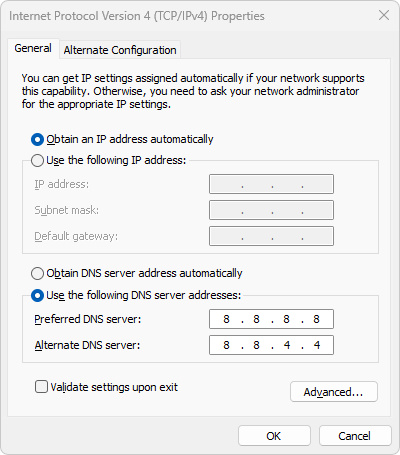 Internet Protocol Version 4 (TCP/IPv4) Properties
General
Alternate Configuration
You can get IP settings assigned automatically if your network supports
this capability. Otherwise, you need to ask your network administrator
for the appropriate IP settings.
Obtain an IP address automatically
Use the following IP address:
IP address: . . .
Subnet mask: . . .
Default gateway: . . .
Obtain DNS server address automatically
Use the following DNS server addresses:
Preferred DNS server: 8 . 8 . 8 . 8
Alternate DNS server: 8 . 8 . 4 . 4
Validate settings upon exit
Advanced...
OK
Cancel